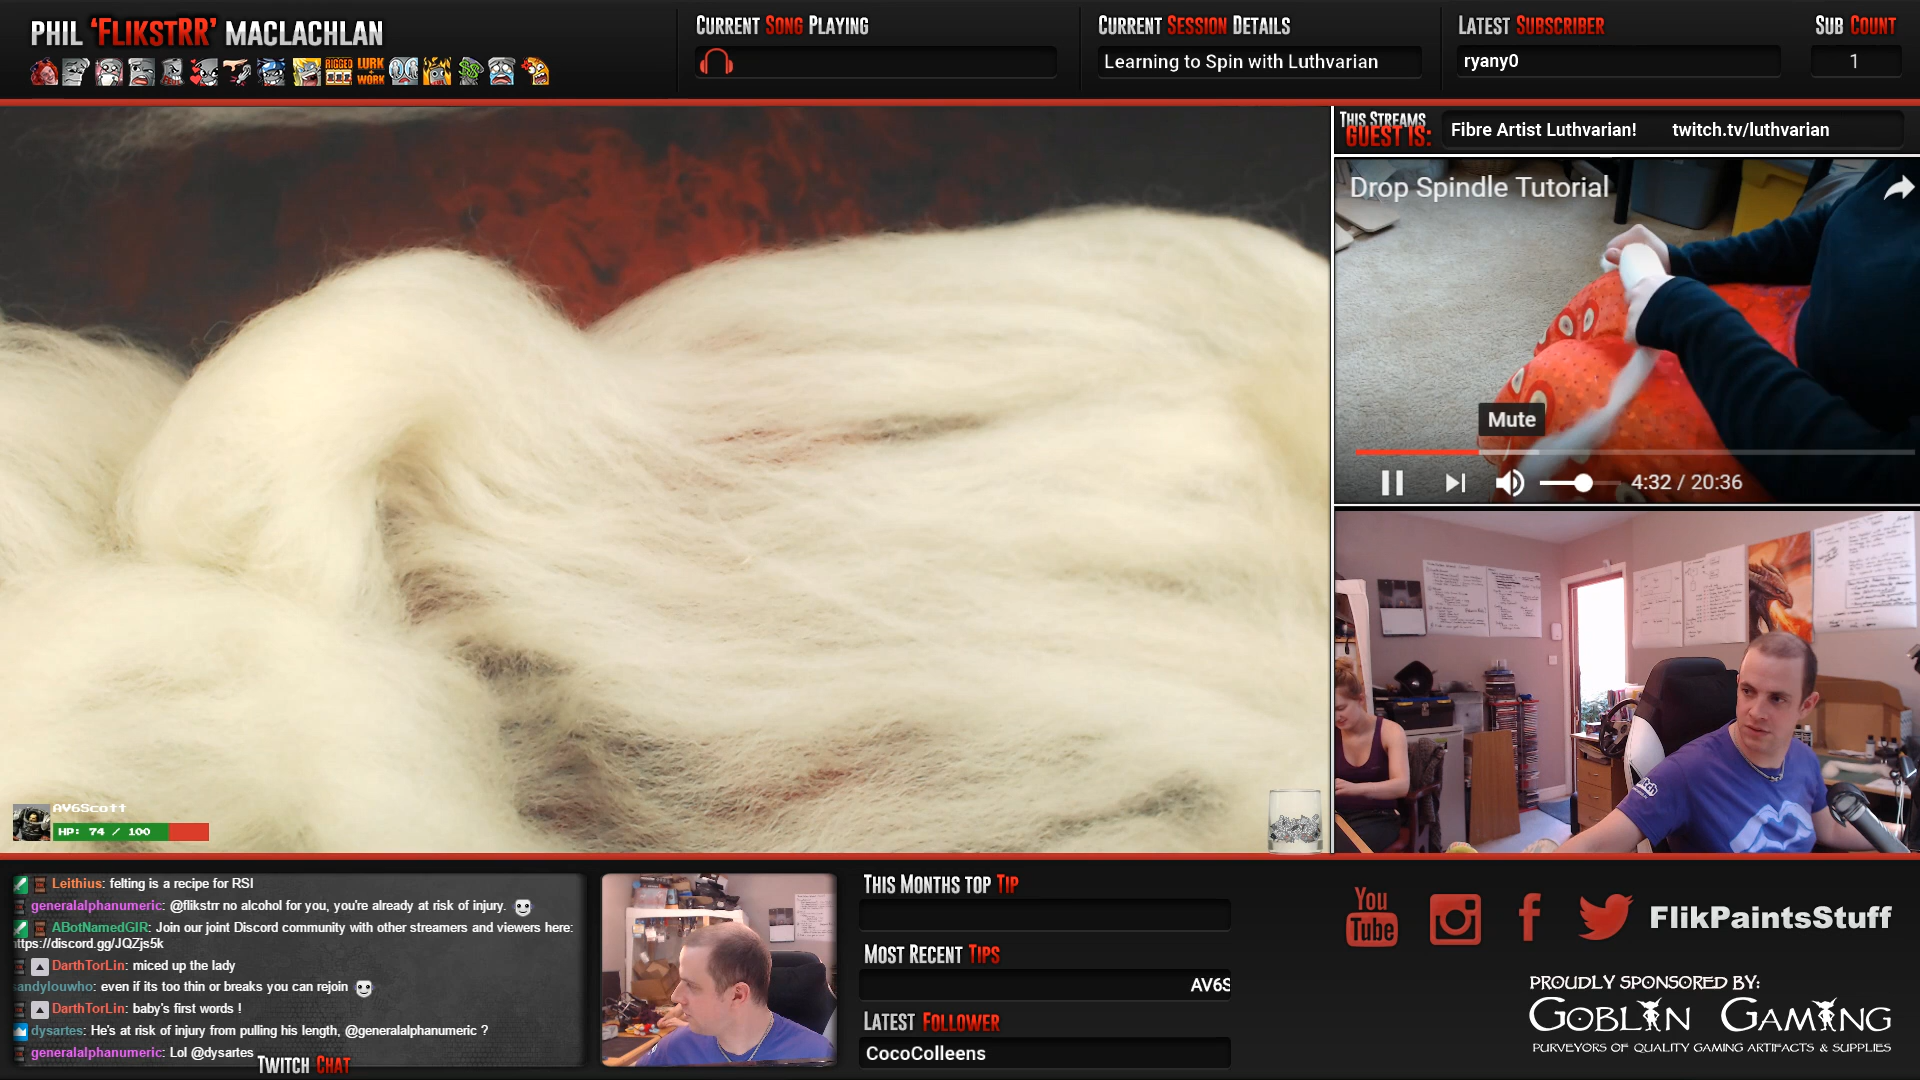 PHIL 'FLIKSTRR' MACLACHLAN
RIGGED
LURK
WORK
CURRENT SONG PLAYING
CURRENT SESSION DETAILS
Learning to Spin with Luthvarian
LATEST SUBSCRIBER
ryany0
SUB COUNT
1
THIS STREAMS
GUEST IS:
Fibre Artist Luthvarian! twitch.tv/luthvarian
Drop Spindle Tutorial
Mute
4:32 / 20:36
AV6Scott
HP: 74 / 100
Leithius: felting is a recipe for RSI
generalalphanumeric: @flikstrr no alcohol for you, you're already at risk of injury.
ABotNamedGIR: Join our joint Discord community with other streamers and viewers here:
https://discord.gg/JQZjs5k
DarthTorLin: miced up the lady
sandylouwho: even if its too thin or breaks you can rejoin
DarthTorLin: baby's first words !
dysartes: He's at risk of injury from pulling his length, @generalalphanumeric ?
generalalphanumeric: Lol @dysartes
TWITCH CHAT
THIS MONTHS TOP TIP
MOST RECENT TIPS
AV6S
LATEST FOLLOWER
CocoColleens
You
Tube
FlikPaintsStuff
PROUDLY SPONSORED BY:
GOBLIN GAMING
PURVEYORS OF QUALITY GAMING ARTIFACTS & SUPPLIES